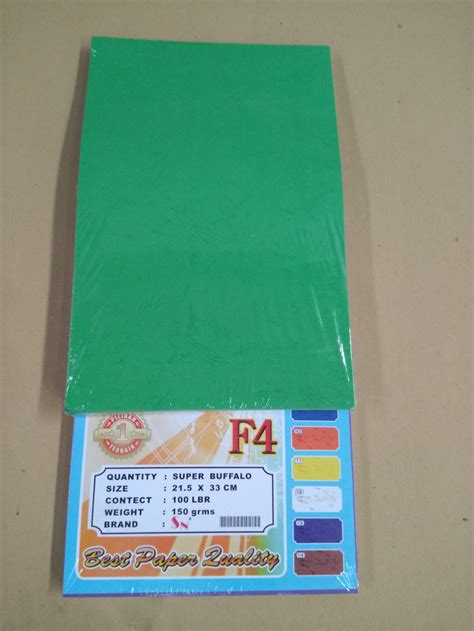 F4
QUANTITY : SUPER BUFFALO
SIZE : 21.5 X 33 CM
CONTECT : 100 LBR
WEIGHT : 150 grms
BRAND : SN
Best Paper Quality